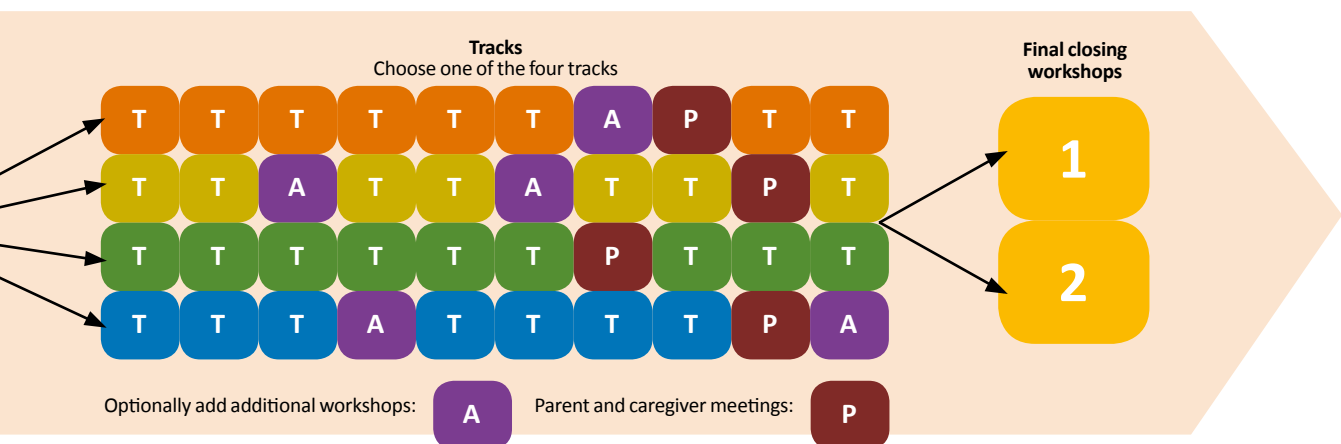 Tracks
Choose one of the four tracks
Final closing
workshops
T T T T T T A P T T
T T A T T A T T P T
T T T T T T P T T T
T T T A T T T T P A
1
2
Optionally add additional workshops: A
Parent and caregiver meetings: P